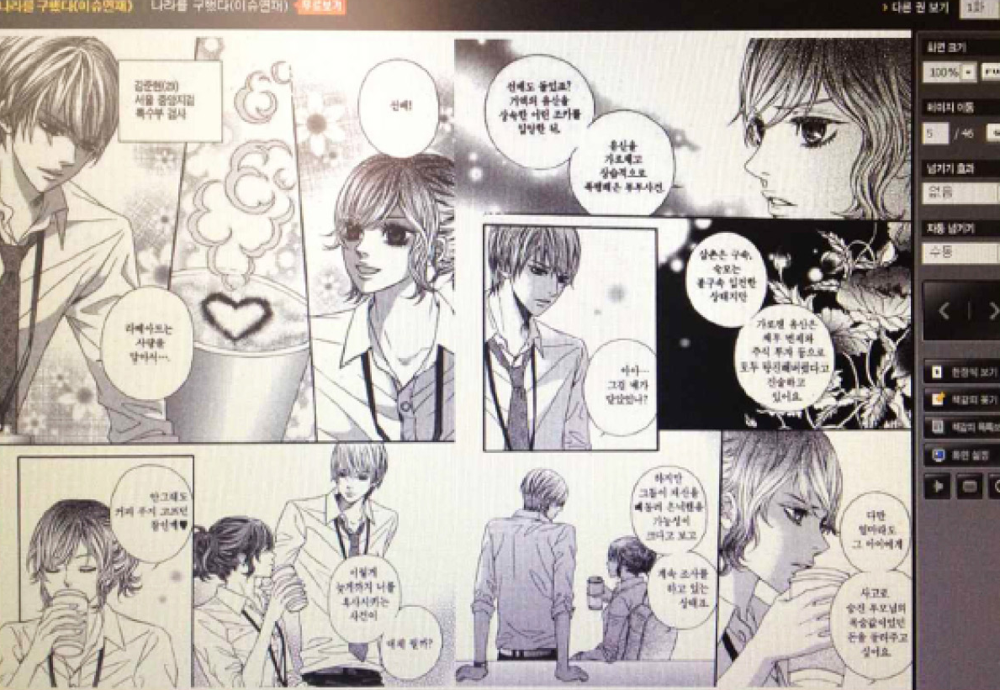 나라를 구했다(이슈연재)
나라를 구했다(이슈연재) 무료보기
다른 권 보기 1화
김준현(29)
서울 중앙지검
특수부 검사
선배!
라떼아트는
사랑을
담아서….
안그래도
커피 주지 고프던
참인데♥
이렇게
늦게까지 너를
혹사시키는
사건이
대체 뭘까?
선배도 들었죠?
거액의 유산을
상속한 어린 조카를
입양한 뒤,
유산을
가로채고
상습적으로
폭행해온 부부사건.
삼촌은 구속,
숙모는
불구속 입건한
상태지만
가로챈 유산은
채무 변제와
주식 투자 등으로
모두 탕진해버렸다고
진술하고
있어요.
아아…
그걸 네가
맡았었나?
하지만
그들이 재산을
빼돌려 은닉했을
가능성이
크다고 보고
계속 조사를
하고 있는
상태죠.
다만
얼마라도
그 아이에게
사고로
숨진 부모님의
목숨값이었던
돈을 돌려주고
싶어요.
화면 크기
100%
페이지 이동
5 / 46
넘기기 효과
없음
자동 넘기기
수동
한장씩 보기
책갈피 꽂기
책갈피 목록
화면 설정